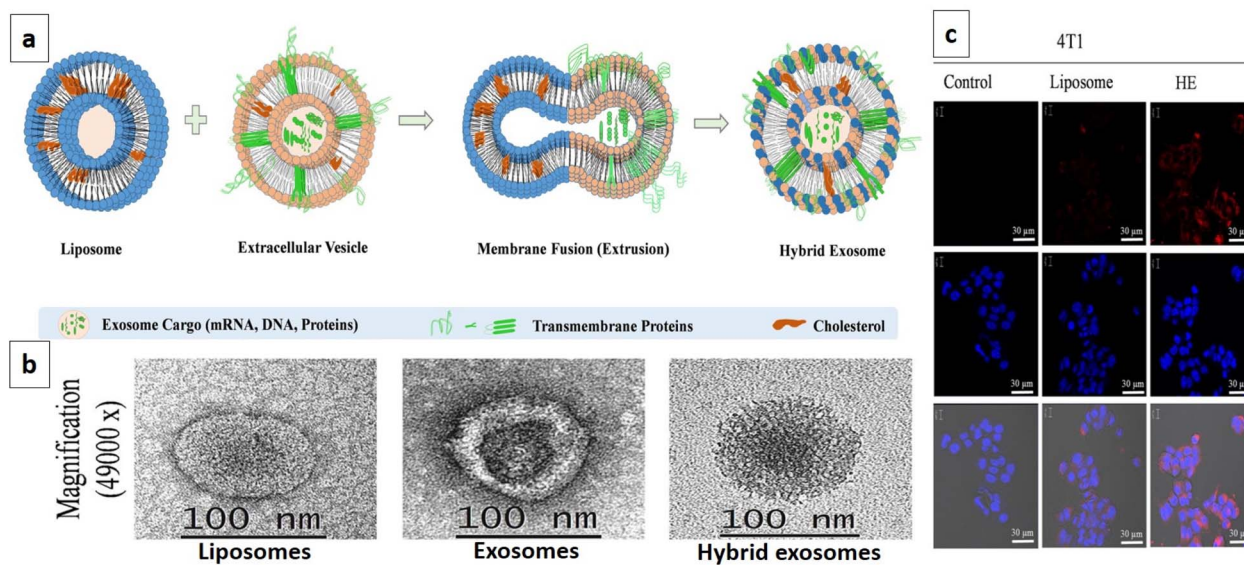 a
Liposome
Extracellular Vesicle
Membrane Fusion (Extrusion)
Hybrid Exosome
Exosome Cargo (mRNA, DNA, Proteins)
Transmembrane Proteins
Cholesterol
b
Magnification
(49000 x)
100 nm
Liposomes
100 nm
Exosomes
100 nm
Hybrid exosomes
c
4T1
Control
Liposome
HE
30 µm
30 µm
30 µm
30 µm
30 µm
30 µm
30 µm
30 µm
30 µm